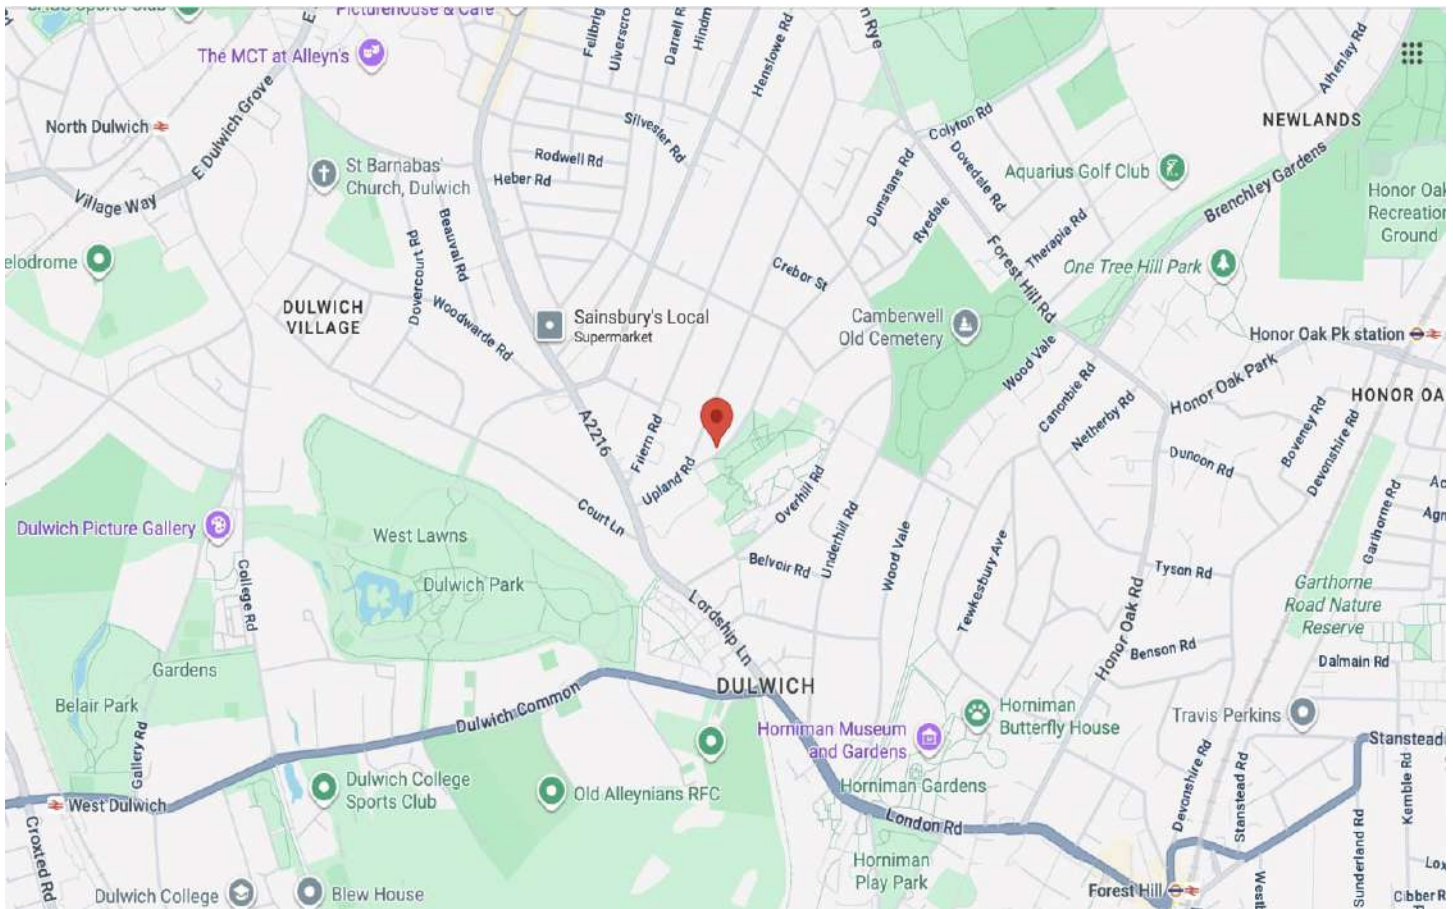 Picturehouse & Cafe
The MCT at Alleyn's
E Dulwich Grove
North Dulwich
Village Way
St Barnabas'
Church, Dulwich
Silvester Rd
Henslowe Rd
Rodwell Rd
Heber Rd
Beauval Rd
Dovercourt Rd
Woodwarde Rd
DULWICH
VILLAGE
Sainsbury's Local
Supermarket
Crebor St
Dunstans Rd
Ryedale
Colyton Rd
Dovedale Rd
Aquarius Golf Club
NEWLANDS
Athenlay Rd
Brenchley Gardens
Honor Oak
Recreation
Ground
Therapia Rd
One Tree Hill Park
Forest Hill Rd
Camberwell
Old Cemetery
Wood Vale
Canonbie Rd
Netherby Rd
Honor Oak Pk station
Honor Oak Park
HONOR OA
Boveney Rd
Devonshire Rd
Duncon Rd
Garthorne Rd
A2216
Friern Rd
Upland Rd
Court Ln
Overhill Rd
Underhill Rd
Belvoir Rd
Wood Vale
Tewkesbury Ave
Dulwich Picture Gallery
College Rd
West Lawns
Dulwich Park
Gardens
Belair Park
Gallery Rd
Lordship Ln
DULWICH
Dulwich Common
Honor Oak Rd
Tyson Rd
Benson Rd
Garthorne
Road Nature
Reserve
Dalmain Rd
Horniman
Butterfly House
Horniman Museum
and Gardens
Horniman Gardens
Travis Perkins
Stanstead
Devonshire Rd
Stanstead Rd
Kemble Rd
Sunderland Rd
West Dulwich
Croxted Rd
Dulwich College
Sports Club
Old Alleynians RFC
London Rd
Horniman
Play Park
Forest Hill
Dulwich College
Blew House